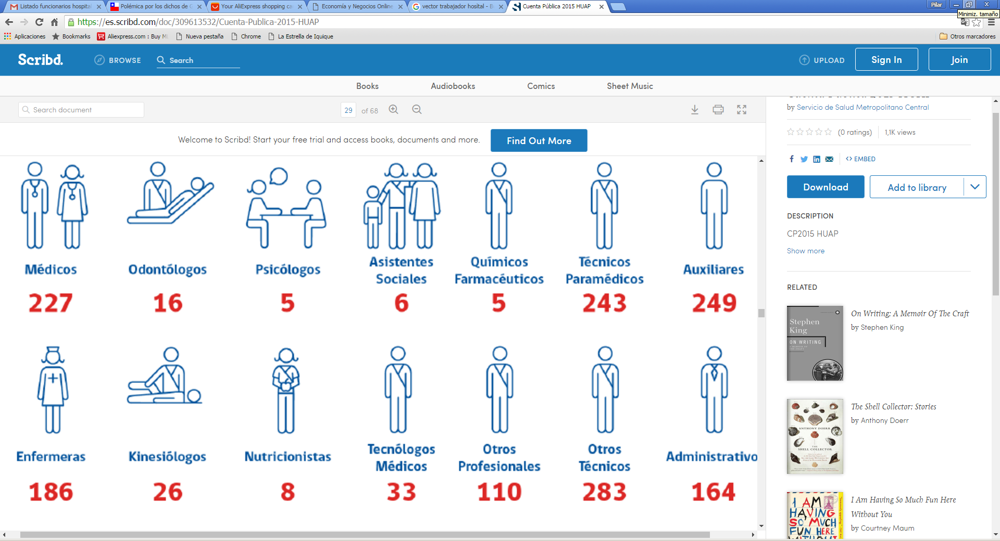 Listado funcionarios hospital
Polémica por los dichos de G
Your AliExpress shopping ca
Economía y Negocios Online
vector trabajador hosital - B
Cuenta Pública 2015 HUAP
Pilar
Minimiz. tamaño
https://es.scribd.com/doc/309613532/Cuenta-Publica-2015-HUAP
Aplicaciones
Bookmarks
Aliexpress.com : Buy M
Nueva pestaña
Chrome
La Estrella de Iquique
Otros marcadores
Scribd.
BROWSE
Search
UPLOAD
Sign In
Join
Books
Audiobooks
Comics
Sheet Music
Search document
29 of 68
Welcome to Scribd! Start your free trial and access books, documents and more.
Find Out More
Médicos
227
Odontólogos
16
Psicólogos
5
Asistentes
Sociales
6
Químicos
Farmacéuticos
5
Técnicos
Paramédicos
243
Auxiliares
249
Enfermeras
186
Kinesiólogos
26
Nutricionistas
8
Tecnólogos
Médicos
33
Otros
Profesionales
110
Otros
Técnicos
283
Administrativo
164
by Servicio de Salud Metropolitano Central
(0 ratings)
1,1K views
<> EMBED
Download
Add to library
DESCRIPTION
CP2015 HUAP
Show more
RELATED
Stephen
King
ON WRITING
On Writing: A Memoir Of The Craft
by Stephen King
ANTHONY DOERR
THE
SHELL COLLECTOR
The Shell Collector: Stories
by Anthony Doerr
I AM
HAVING
SO MUCH
FUN HERE
WITHOUT
I Am Having So Much Fun Here
Without You
by Courtney Maum